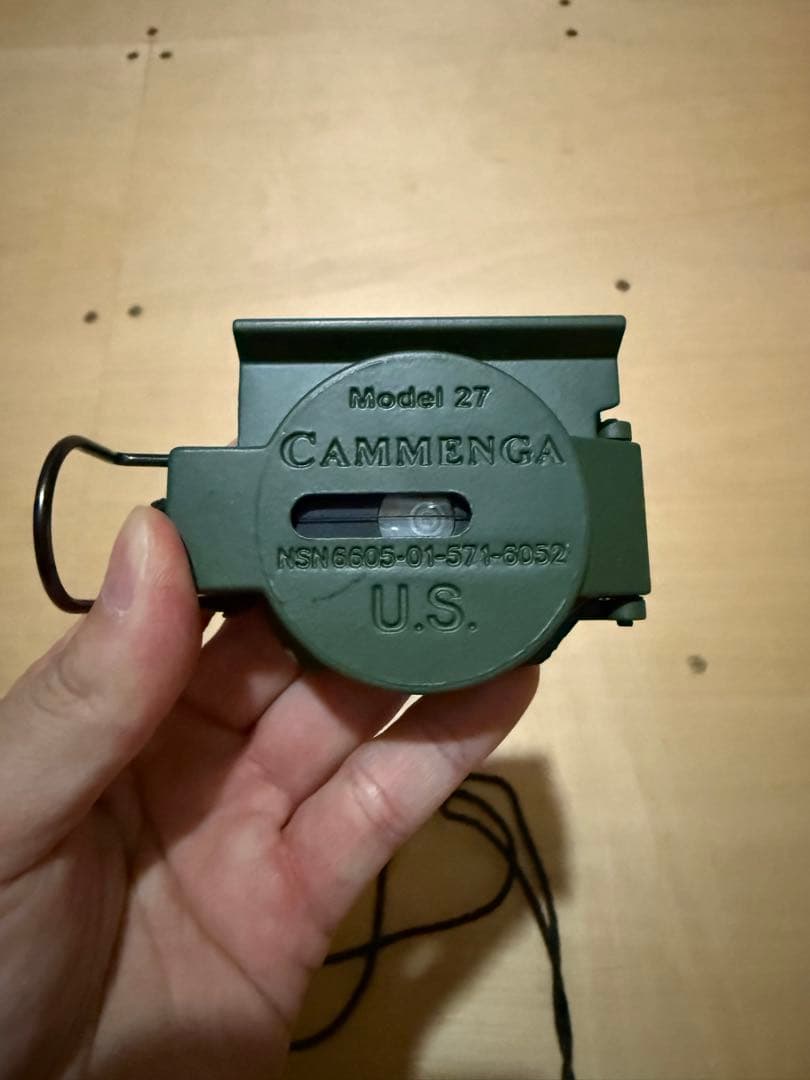 Model 27
CAMMENGA
NSN6605-01-571-6052
U.S.